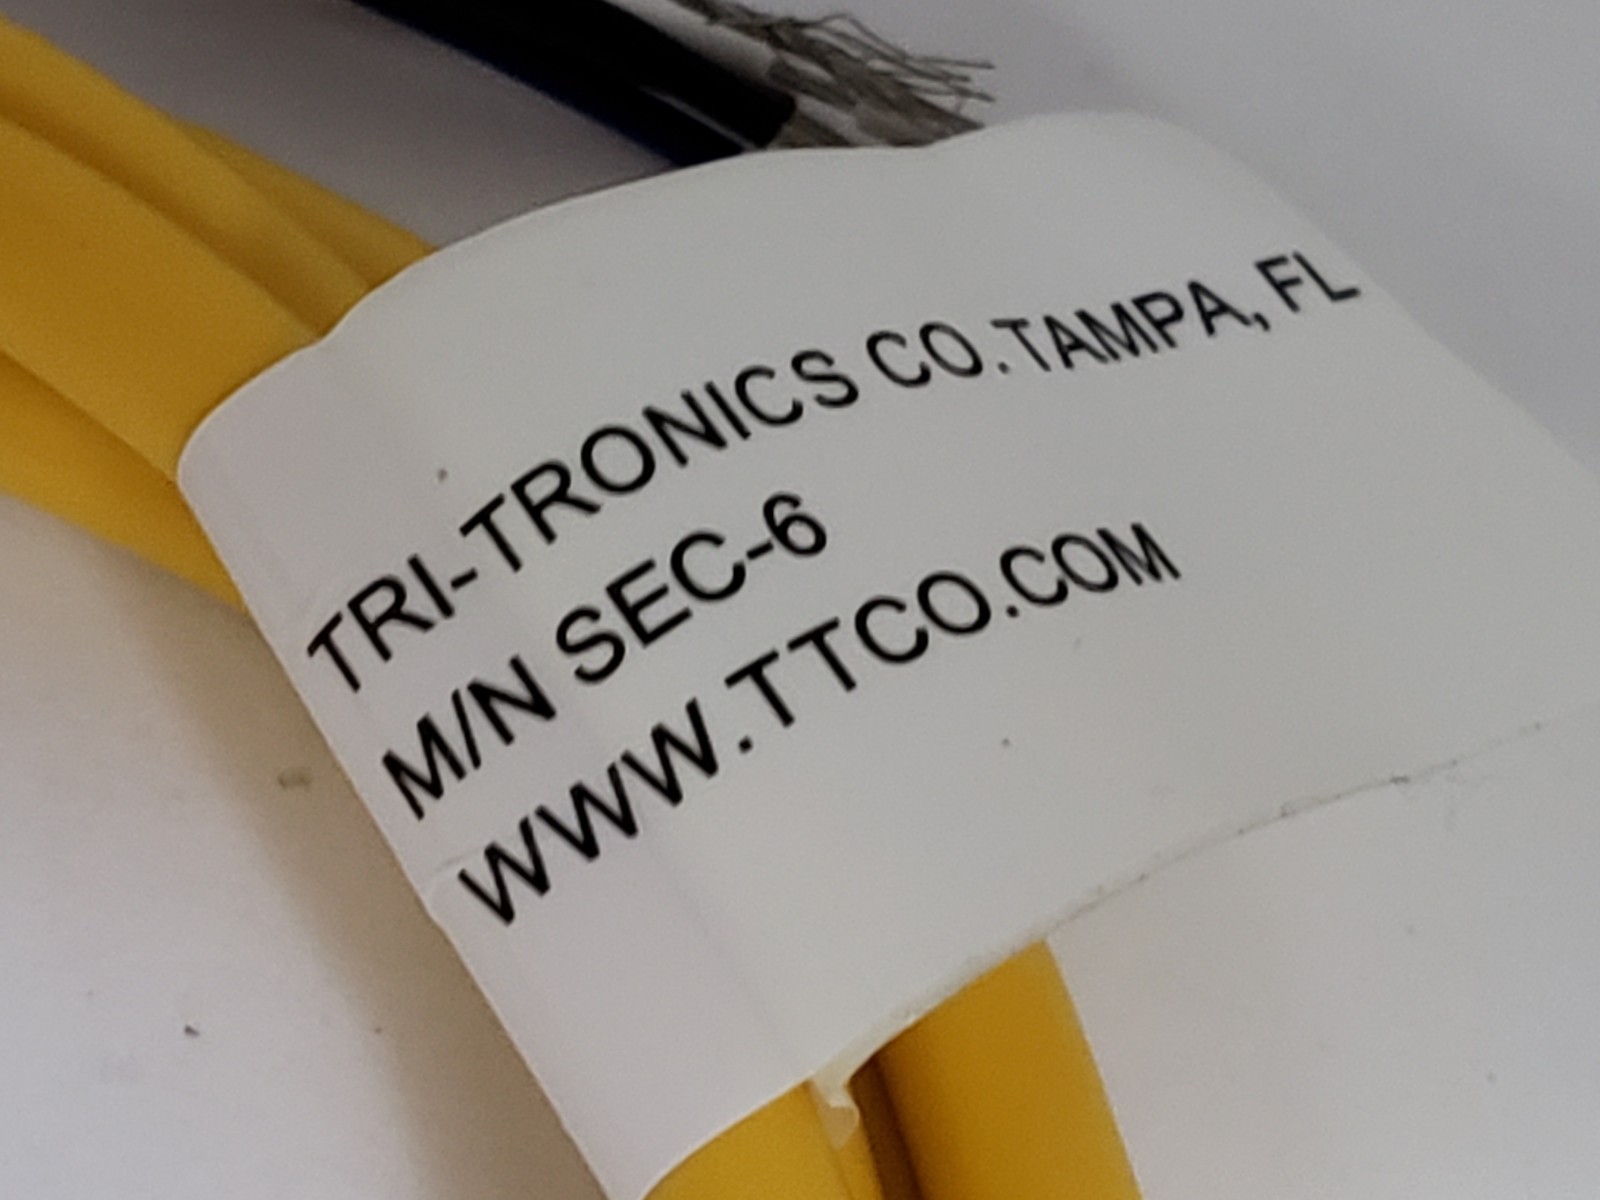 TRI-TRONICS CO.TAMPA, FL
M/N SEC-6
WWW.TTCO.COM